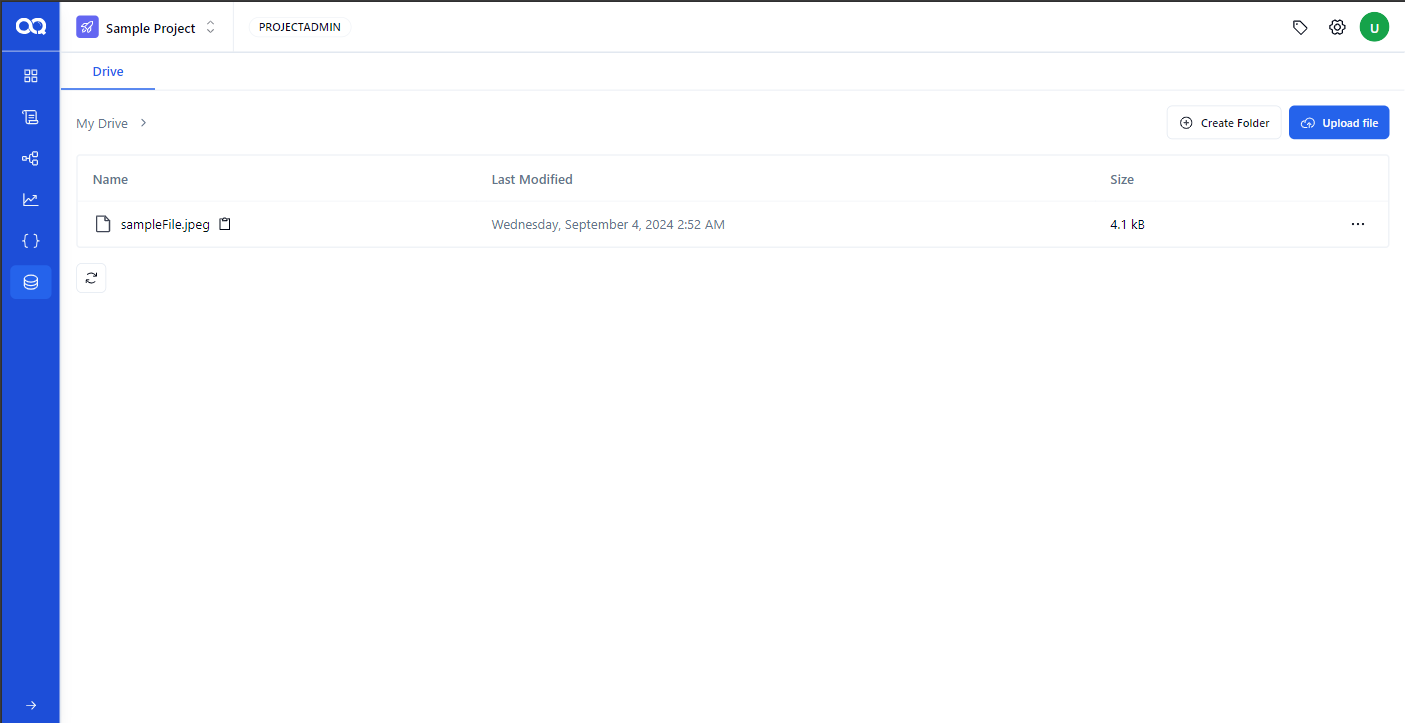 Sample Project PROJECTADMIN U
Drive
My Drive Create Folder Upload file
Name Last Modified Size
sampleFile.jpeg Wednesday, September 4, 2024 2:52 AM 4.1 kB